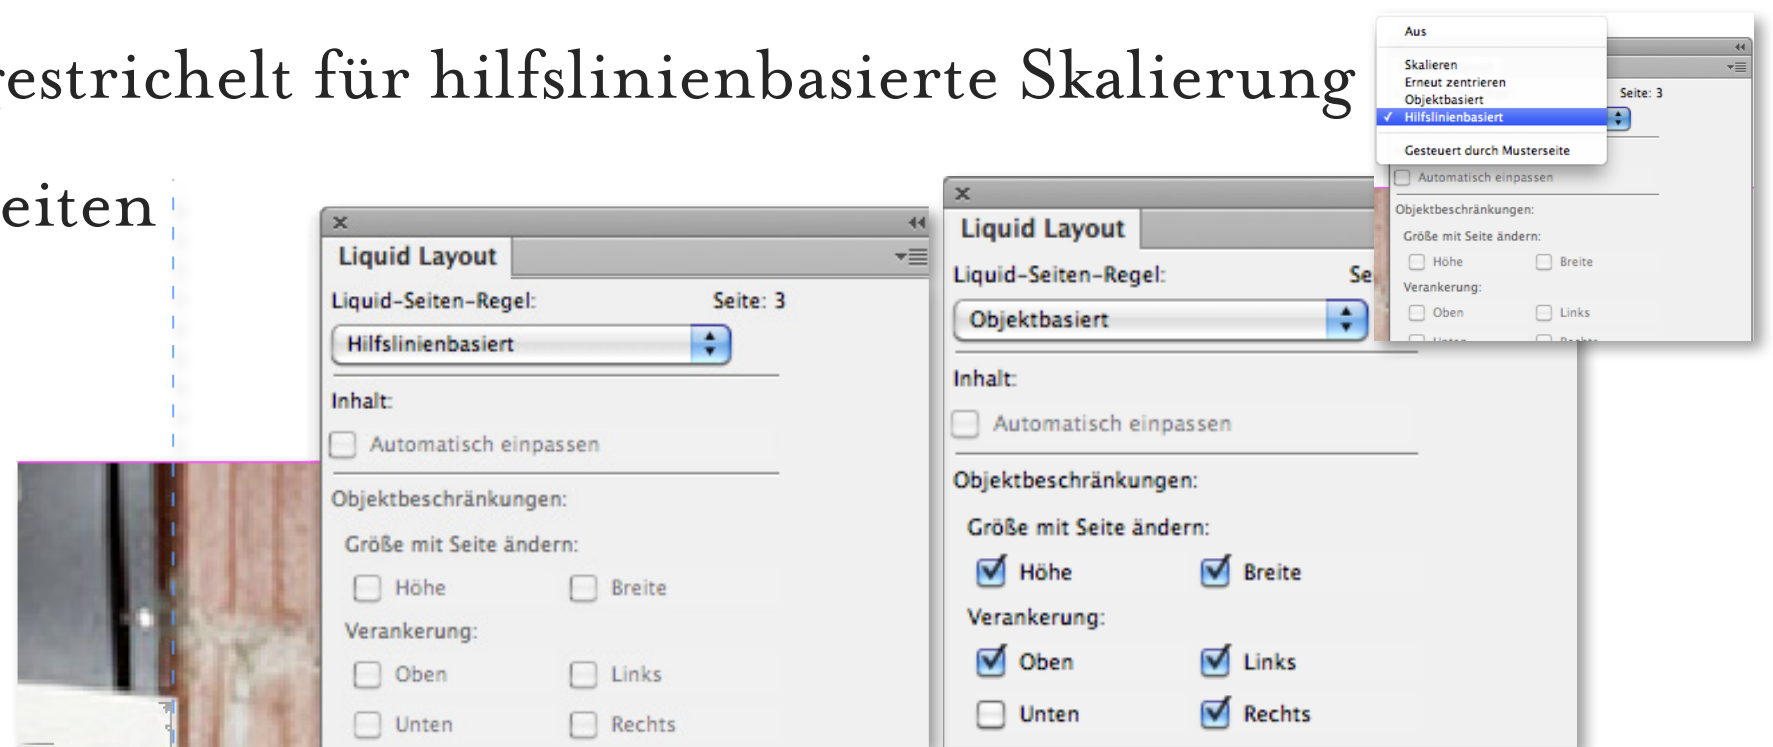 gestrichelt für hilfslinienbasierte Skalierung
eiten
Liquid Layout
Liquid-Seiten-Regel:
Seite: 3
Hilfslinienbasiert
Inhalt:
Automatisch einpassen
Objektbeschränkungen:
Größe mit Seite ändern:
Höhe
Breite
Verankerung:
Oben
Links
Unten
Rechts
Liquid Layout
Liquid-Seiten-Regel:
Se
Objektbasiert
Inhalt:
Automatisch einpassen
Objektbeschränkungen:
Größe mit Seite ändern:
Höhe
Breite
Verankerung:
Oben
Links
Unten
Rechts
Aus
Skalieren
Erneut zentrieren
Objektbasiert
Hilfslinienbasiert
Gesteuert durch Musterseite
Seite: 3
Automatisch einpassen
Objektbeschränkungen:
Größe mit Seite ändern:
Höhe
Breite
Verankerung:
Oben
Links